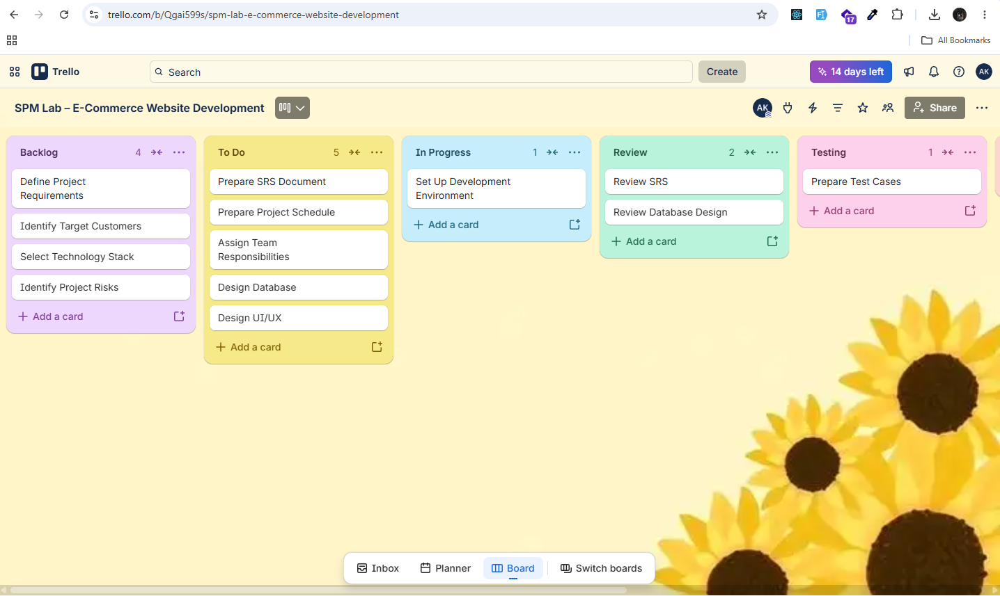 trello.com/b/Qgai599s/spm-lab-e-commerce-website-development
17
All Bookmarks
Trello
Search
Create
14 days left
AK
SPM Lab – E-Commerce Website Development
AK
Share
Backlog 4
Define Project
Requirements
Identify Target Customers
Select Technology Stack
Identify Project Risks
Add a card
To Do 5
Prepare SRS Document
Prepare Project Schedule
Assign Team
Responsibilities
Design Database
Design UI/UX
Add a card
In Progress 1
Set Up Development
Environment
Add a card
Review 2
Review SRS
Review Database Design
Add a card
Testing 1
Prepare Test Cases
Add a card
Inbox
Planner
Board
Switch boards